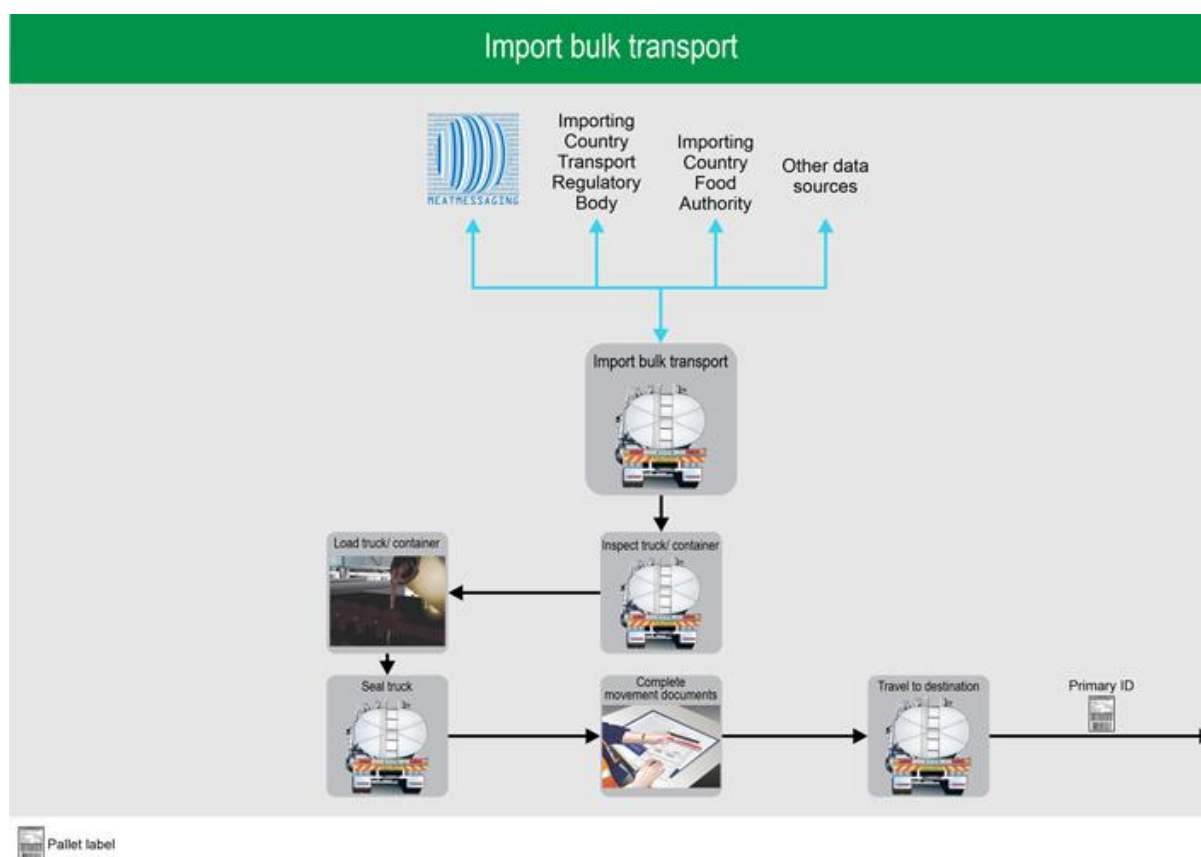 Import bulk transport
MEATMESSAGING
Importing
Country
Transport
Regulatory
Body
Importing
Country
Food
Authority
Other data
sources
Import bulk transport
Load truck/ container
Inspect truck/ container
Seal truck
Complete
movement documents
Travel to destination
Primary ID
Pallet label